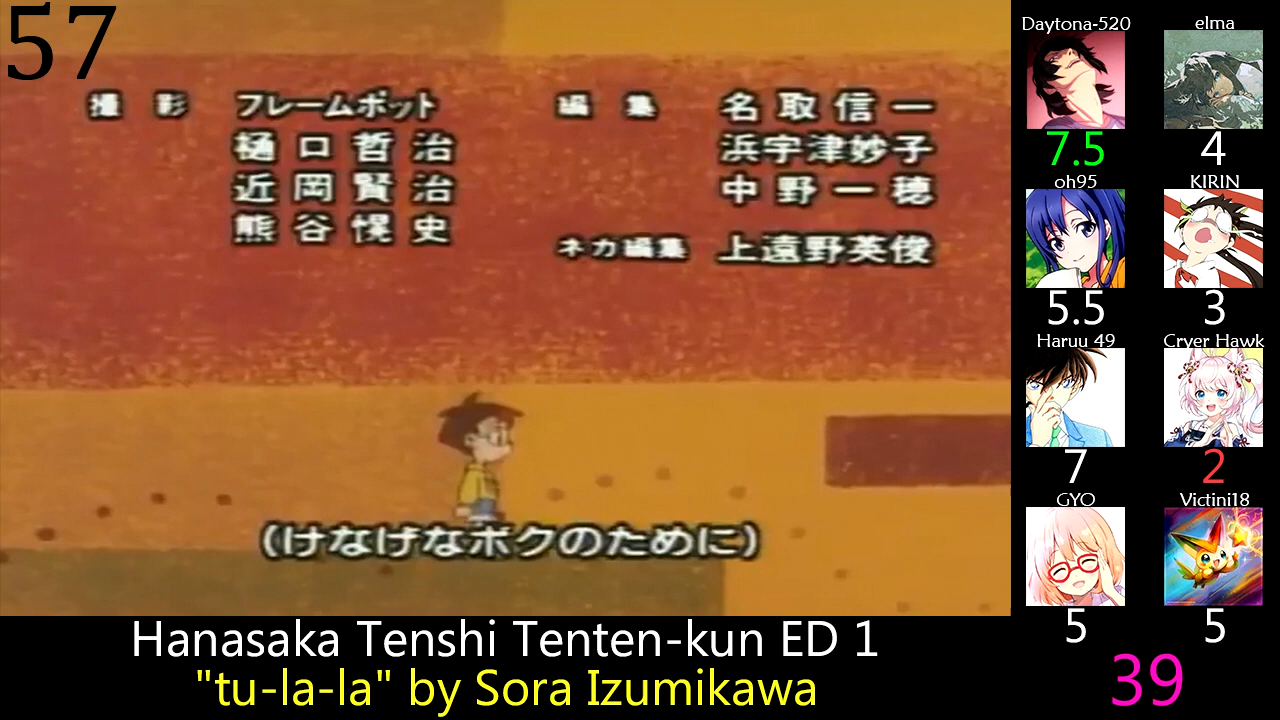 57
撮影 フレームポット 編集 名取信一
樋口哲治 浜宇津妙子
近岡賢治 中野一穂
熊谷幌史
ネガ編集 上遠野英俊
(けなげなボクのために)
Hanasaka Tenshi Tenten-kun ED 1
"tu-la-la" by Sora Izumikawa
Daytona-520 elma
7.5 4
oh95 KIRIN
5.5 3
Haruu 49 Cryer Hawk
7 2
GYO Victini18
5 5
39